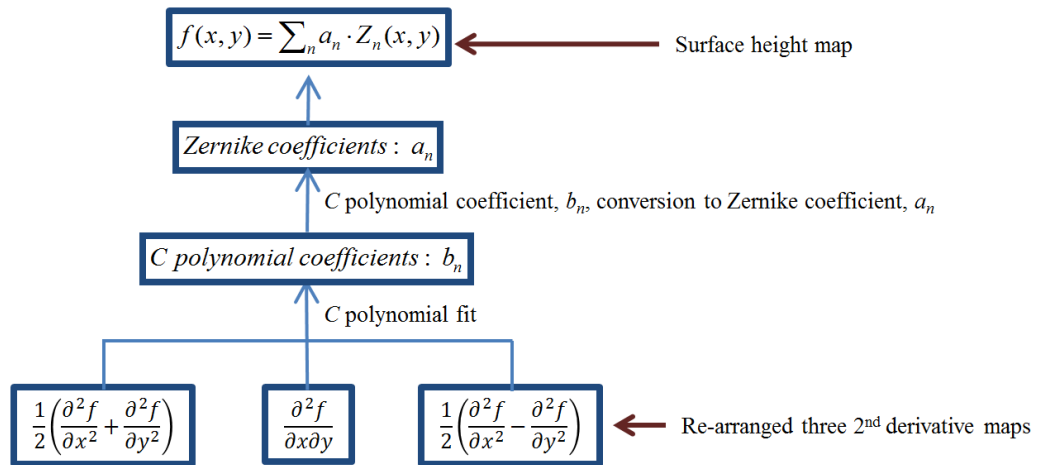 f(x, y) = ∑ₙ aₙ · Zₙ(x, y)
Surface height map
Zernike coefficients : aₙ
C polynomial coefficient, bₙ, conversion to Zernike coefficient, aₙ
C polynomial coefficients : bₙ
C polynomial fit
1/2(∂²f/∂x² + ∂²f/∂y²)
∂²f/∂x∂y
1/2(∂²f/∂x² − ∂²f/∂y²)
Re-arranged three 2ⁿᵈ derivative maps